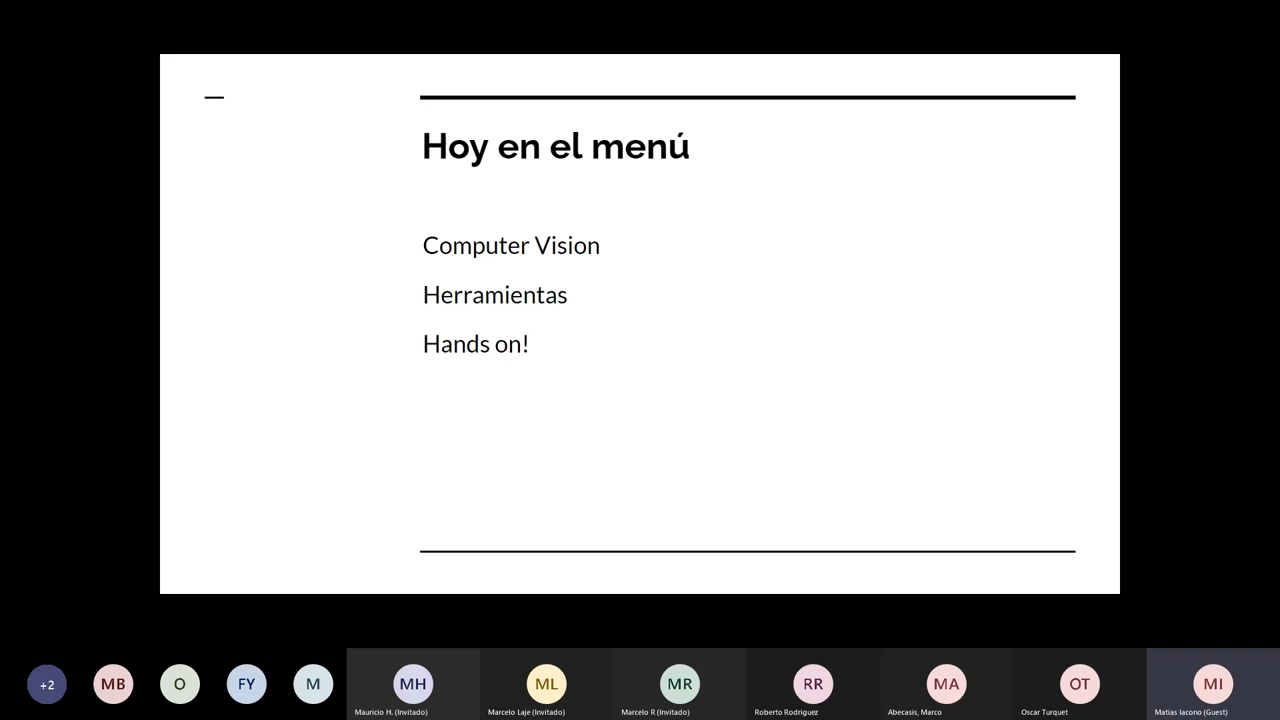 Hoy en el menú
Computer Vision
Herramientas
Hands on!
+2
MB
O
FY
M
MH
ML
MR
RR
MA
OT
MI
Mauricio H. (Invitado)
Marcelo Laje (Invitado)
Marcelo R (Invitado)
Roberto Rodriguez
Abecasis, Marco
Oscar Turquet
Matias Iacono (Guest)